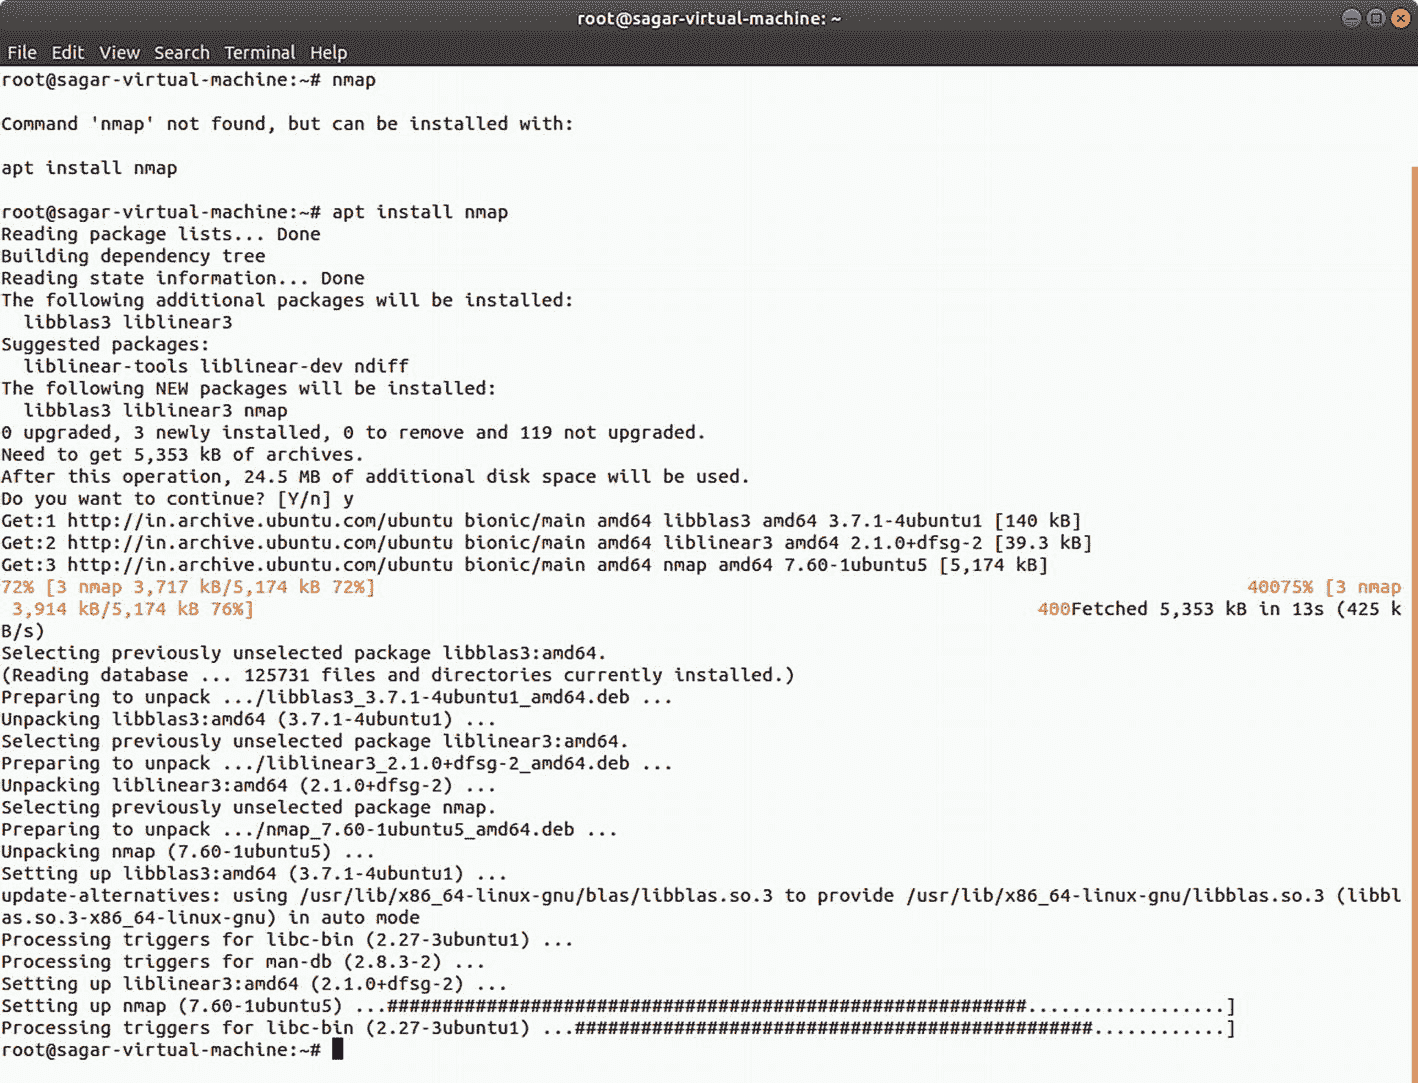 root@sagar-virtual-machine: ~
File Edit View Search Terminal Help
root@sagar-virtual-machine:~# nmap
Command 'nmap' not found, but can be installed with:
apt install nmap
root@sagar-virtual-machine:~# apt install nmap
Reading package lists... Done
Building dependency tree
Reading state information... Done
The following additional packages will be installed:
  libblas3 liblinear3
Suggested packages:
  liblinear-tools liblinear-dev ndiff
The following NEW packages will be installed:
  libblas3 liblinear3 nmap
0 upgraded, 3 newly installed, 0 to remove and 119 not upgraded.
Need to get 5,353 kB of archives.
After this operation, 24.5 MB of additional disk space will be used.
Do you want to continue? [Y/n] y
Get:1 http://in.archive.ubuntu.com/ubuntu bionic/main amd64 libblas3 amd64 3.7.1-4ubuntu1 [140 kB]
Get:2 http://in.archive.ubuntu.com/ubuntu bionic/main amd64 liblinear3 amd64 2.1.0+dfsg-2 [39.3 kB]
Get:3 http://in.archive.ubuntu.com/ubuntu bionic/main amd64 nmap amd64 7.60-1ubuntu5 [5,174 kB]
72% [3 nmap 3,717 kB/5,174 kB 72%] 40075% [3 nmap
 3,914 kB/5,174 kB 76%] 400Fetched 5,353 kB in 13s (425 k
B/s)
Selecting previously unselected package libblas3:amd64.
(Reading database ... 125731 files and directories currently installed.)
Preparing to unpack .../libblas3_3.7.1-4ubuntu1_amd64.deb ...
Unpacking libblas3:amd64 (3.7.1-4ubuntu1) ...
Selecting previously unselected package liblinear3:amd64.
Preparing to unpack .../liblinear3_2.1.0+dfsg-2_amd64.deb ...
Unpacking liblinear3:amd64 (2.1.0+dfsg-2) ...
Selecting previously unselected package nmap.
Preparing to unpack .../nmap_7.60-1ubuntu5_amd64.deb ...
Unpacking nmap (7.60-1ubuntu5) ...
Setting up libblas3:amd64 (3.7.1-4ubuntu1) ...
update-alternatives: using /usr/lib/x86_64-linux-gnu/blas/libblas.so.3 to provide /usr/lib/x86_64-linux-gnu/libblas.so.3 (libbl
as.so.3-x86_64-linux-gnu) in auto mode
Processing triggers for libc-bin (2.27-3ubuntu1) ...
Processing triggers for man-db (2.8.3-2) ...
Setting up liblinear3:amd64 (2.1.0+dfsg-2) ...
Setting up nmap (7.60-1ubuntu5) ...##########################################################..................]
Processing triggers for libc-bin (2.27-3ubuntu1) ...###############################################............]
root@sagar-virtual-machine:~#